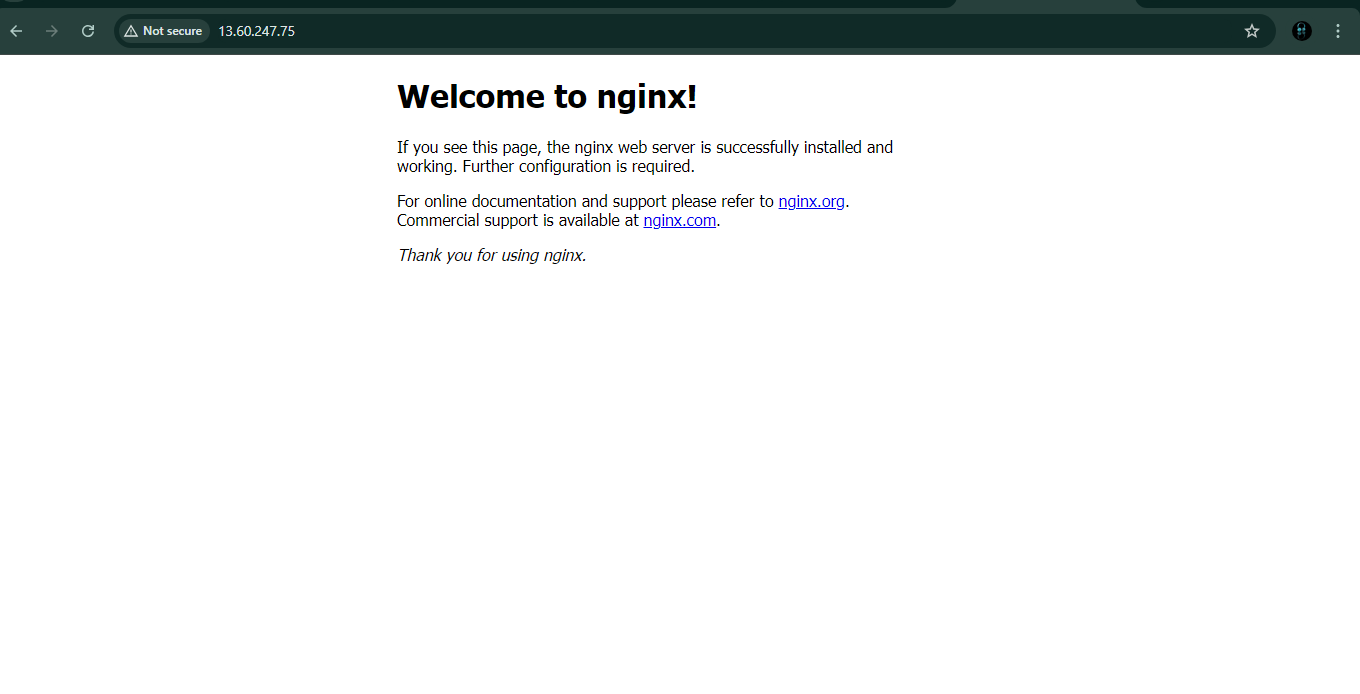 Not secure 13.60.247.75
Welcome to nginx!
If you see this page, the nginx web server is successfully installed and
working. Further configuration is required.
For online documentation and support please refer to nginx.org.
Commercial support is available at nginx.com.
Thank you for using nginx.